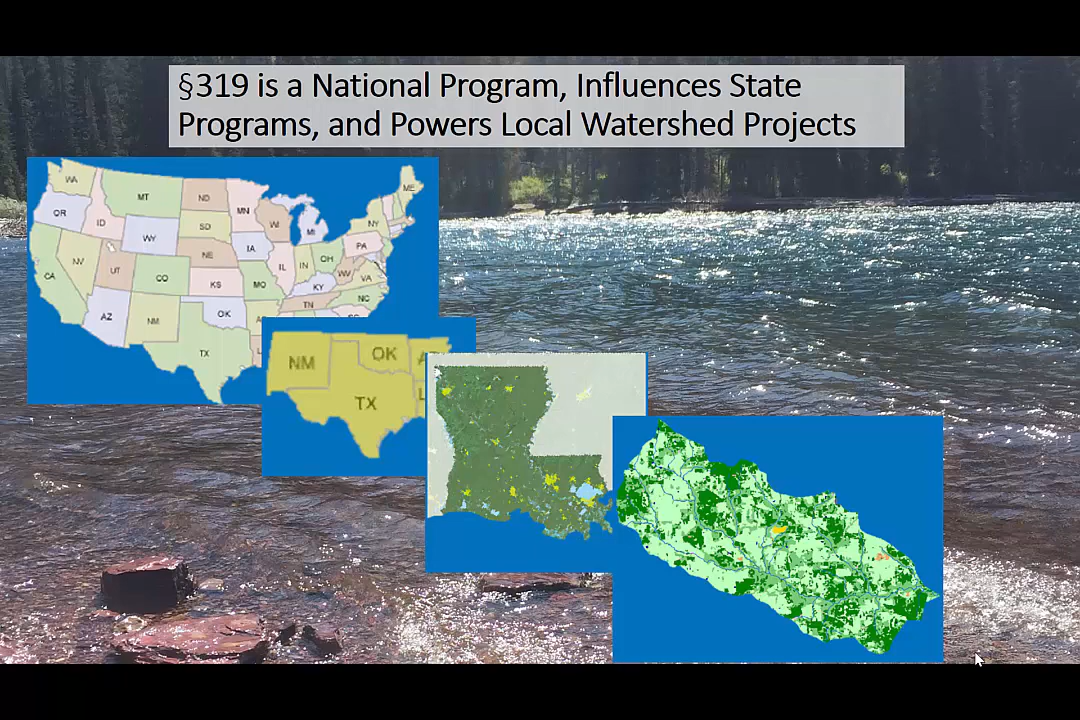 §319 is a National Program, Influences State
Programs, and Powers Local Watershed Projects
WA
MT
ND
MN
ME
OR
ID
WY
SD
WI
MI
NY
NV
UT
CO
NE
IA
IL
IN
OH
PA
CA
KS
MO
KY
WV
VA
AZ
NM
OK
TN
NC
TX
NM
OK
TX